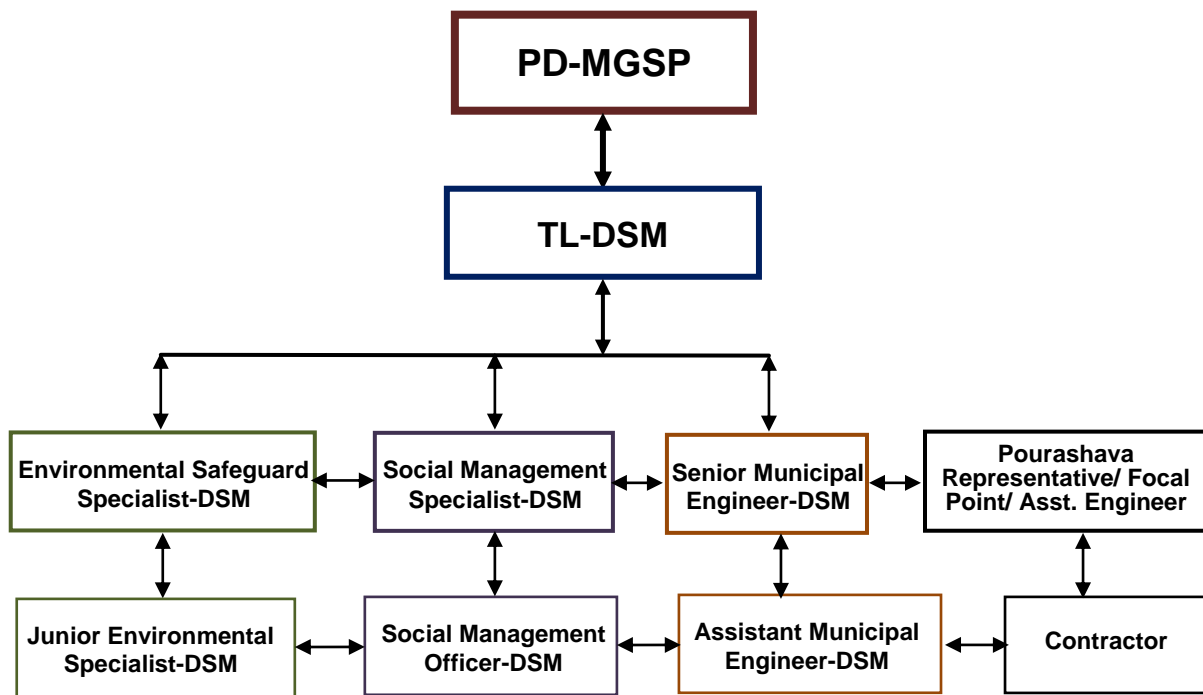 PD-MGSP
TL-DSM
Environmental Safeguard
Specialist-DSM
Social Management
Specialist-DSM
Senior Municipal
Engineer-DSM
Pourashava
Representative/ Focal
Point/ Asst. Engineer
Junior Environmental
Specialist-DSM
Social Management
Officer-DSM
Assistant Municipal
Engineer-DSM
Contractor